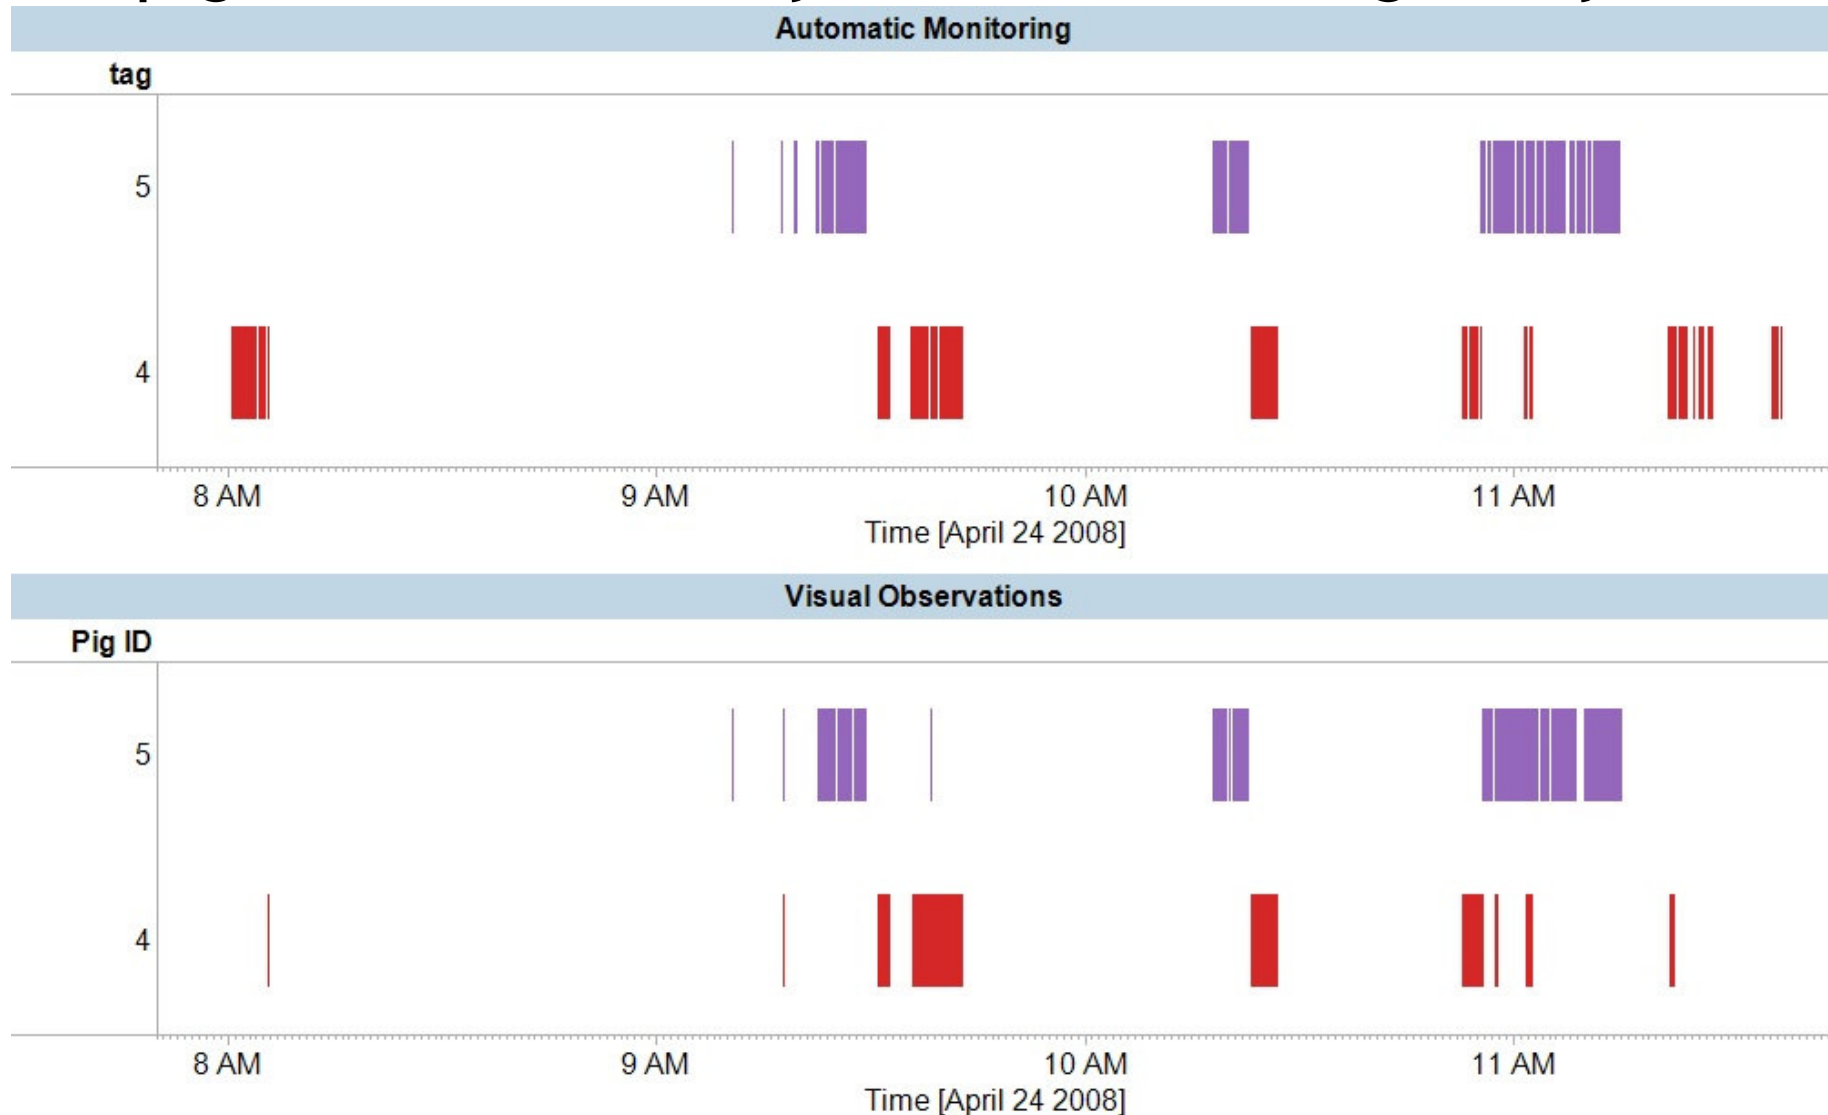 Automatic Monitoring
tag
5
4
8 AM 9 AM 10 AM 11 AM
Time [April 24 2008]
Visual Observations
Pig ID
5
4
8 AM 9 AM 10 AM 11 AM
Time [April 24 2008]